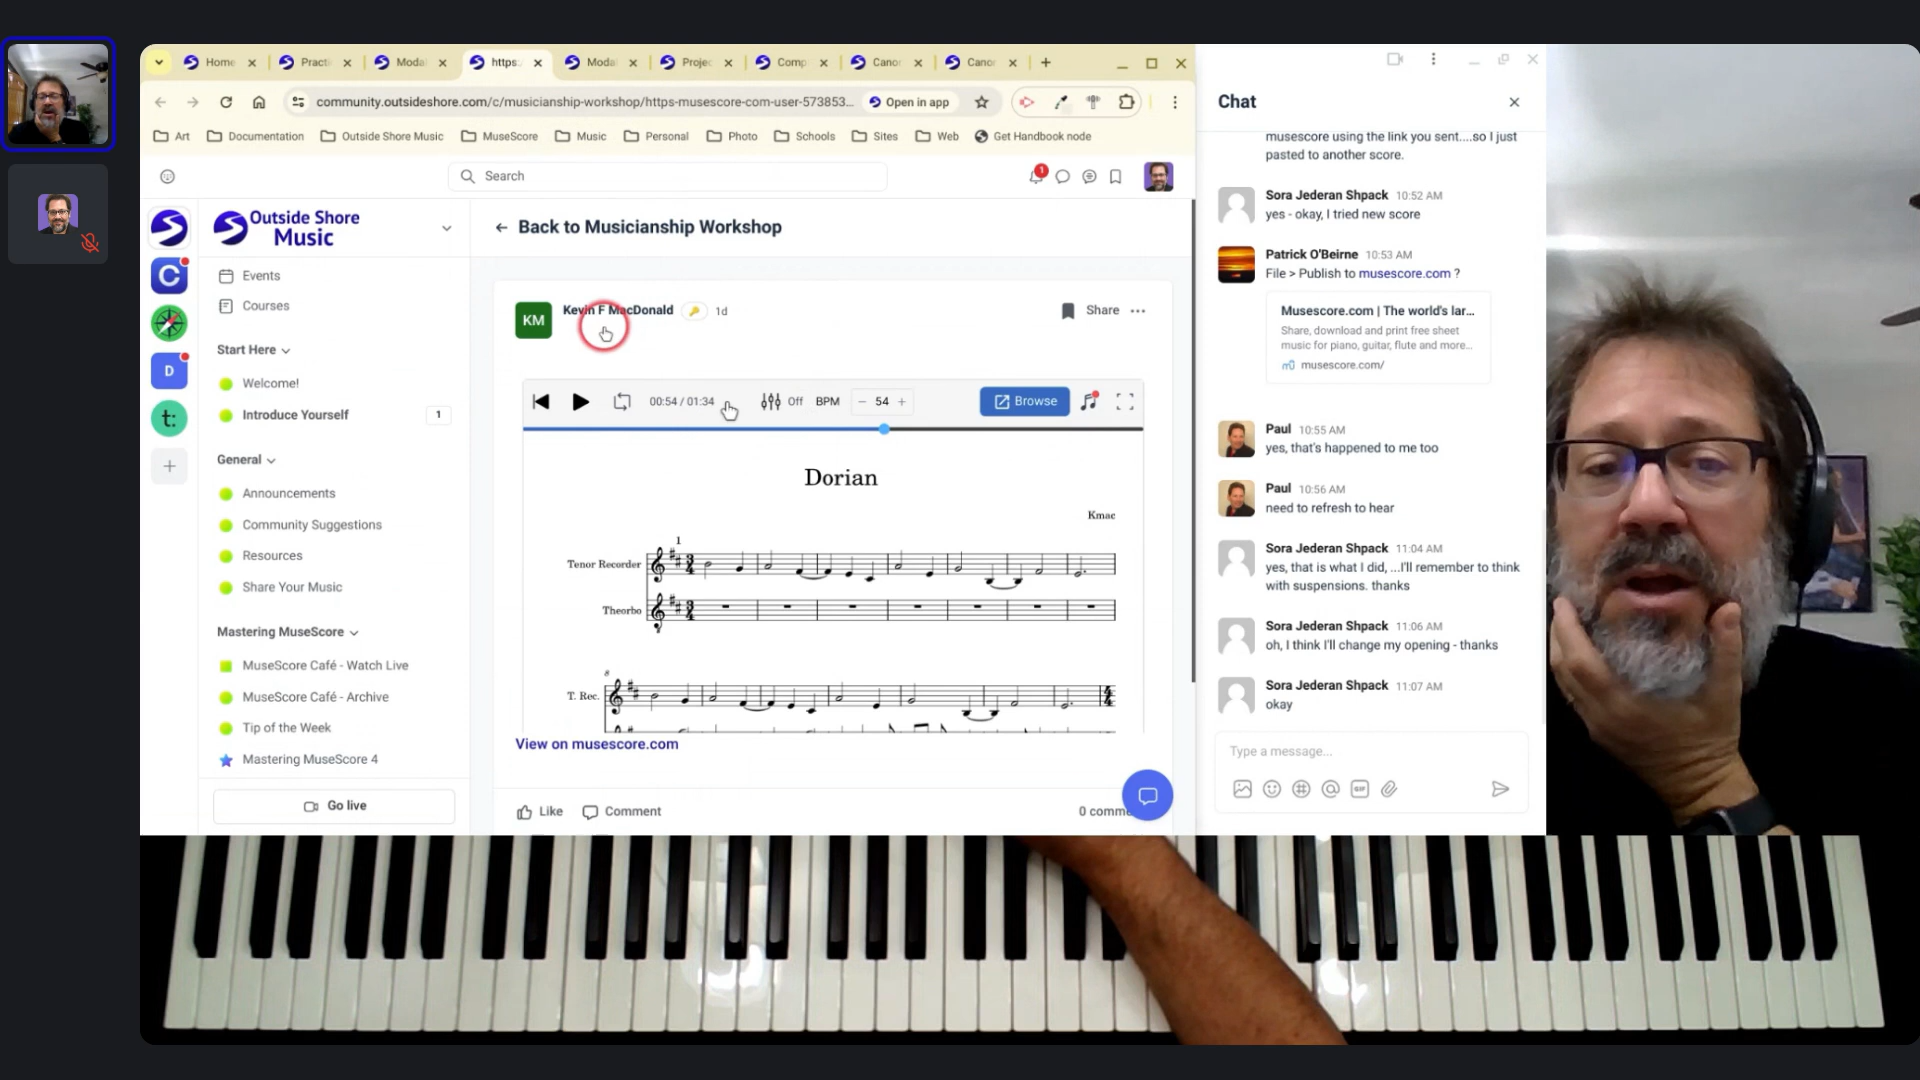 Home
Practi
Modal
https:
Modal
Projec
Comp
Canon
Canon
community.outsideshore.com/c/musicianship-workshop/https-musescore-com-user-573853...
Open in app
Art
Documentation
Outside Shore Music
MuseScore
Music
Personal
Photo
Schools
Sites
Web
Get Handbook node
Search
1
Outside Shore
Music
C
D
t:
Events
Courses
Start Here
Welcome!
Introduce Yourself
1
General
Announcements
Community Suggestions
Resources
Share Your Music
Mastering MuseScore
MuseScore Café - Watch Live
MuseScore Café - Archive
Tip of the Week
Mastering MuseScore 4
Go live
Back to Musicianship Workshop
KM
Kevin F MacDonald
1d
Share
00:54 / 01:34
Off
BPM
54
Browse
Dorian
Kmac
1
Tenor Recorder
Theorbo
8
T. Rec.
View on musescore.com
Like
Comment
0 comme
Chat
musescore using the link you sent....so I just
pasted to another score.
Sora Jederan Shpack 10:52 AM
yes - okay, I tried new score
Patrick O'Beirne 10:53 AM
File > Publish to musescore.com ?
Musescore.com | The world's lar...
Share, download and print free sheet
music for piano, guitar, flute and more...
musescore.com/
Paul 10:55 AM
yes, that's happened to me too
Paul 10:56 AM
need to refresh to hear
Sora Jederan Shpack 11:04 AM
yes, that is what I did, ...I'll remember to think
with suspensions. thanks
Sora Jederan Shpack 11:06 AM
oh, I think I'll change my opening - thanks
Sora Jederan Shpack 11:07 AM
okay
Type a message...
GIF